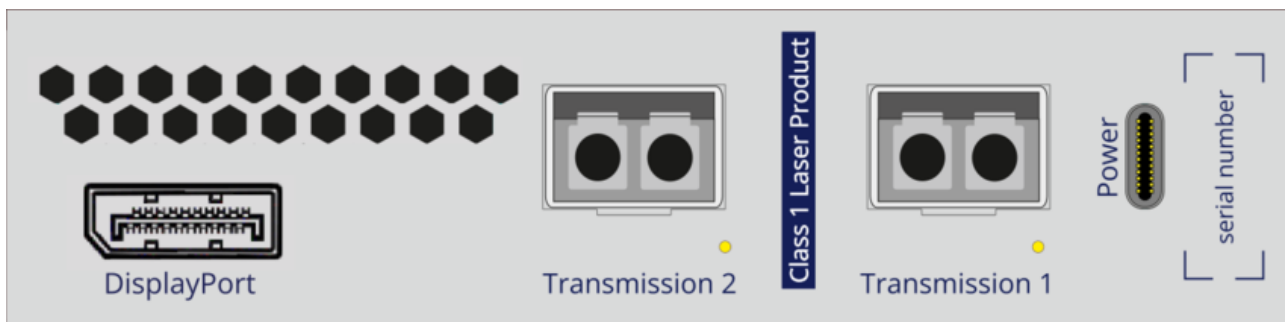 DisplayPort
Transmission 2
Class 1 Laser Product
Transmission 1
Power
serial number